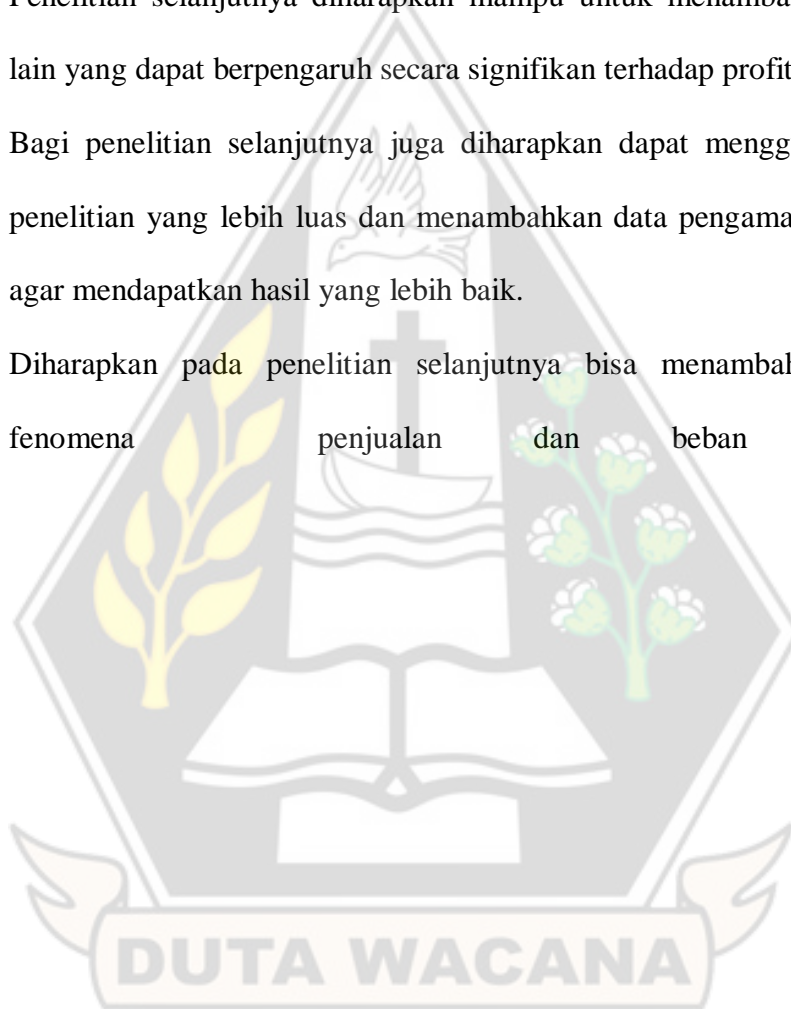 Penelitian selanjutnya diharapkan mampu untuk menamba
lain yang dapat berpengaruh secara signifikan terhadap profit
Bagi penelitian selanjutnya juga diharapkan dapat mengg
penelitian yang lebih luas dan menambahkan data pengama
agar mendapatkan hasil yang lebih baik.
Diharapkan pada penelitian selanjutnya bisa menambah
fenomena penjualan dan beban
DUTA WACANA